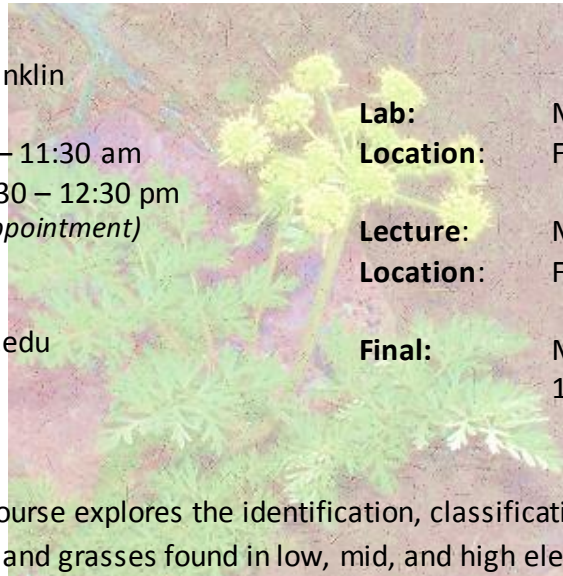 nklin
Lab: M
– 11:30 am Location: F
30 – 12:30 pm
ppointment)
Lecture: M
Location: F
edu
Final: M
1
ourse explores the identification, classificati
and grasses found in low, mid, and high ele